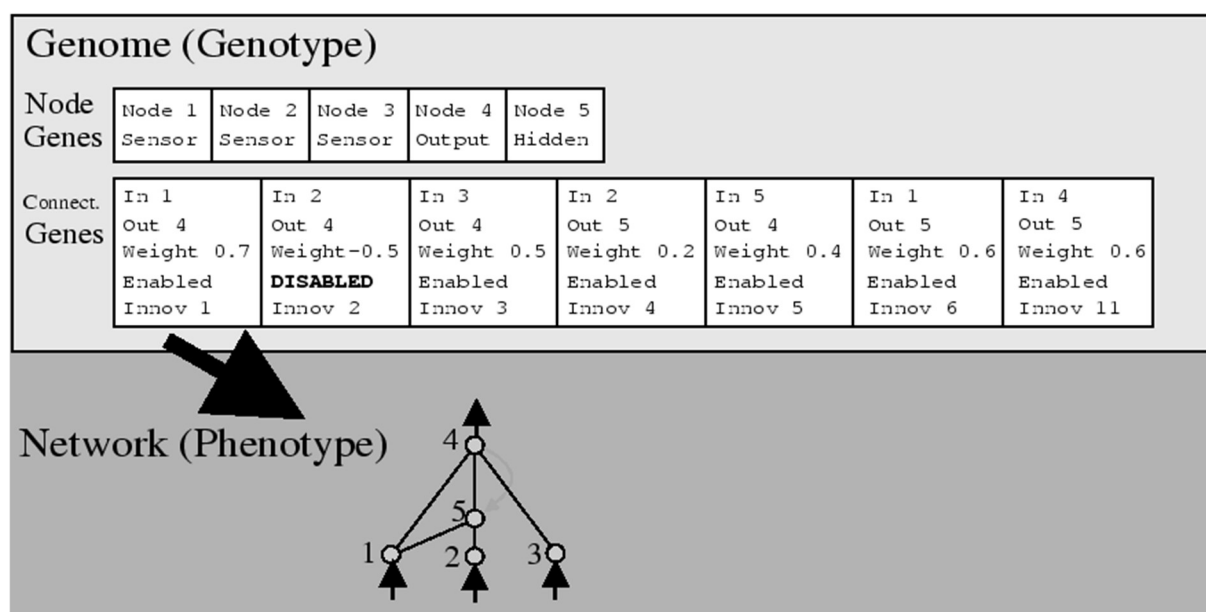 Genome (Genotype)
Node Genes
Node 1 Node 2 Node 3 Node 4 Node 5
Sensor Sensor Sensor Output Hidden
Connect. Genes
In 1 In 2 In 3 In 2 In 5 In 1 In 4
Out 4 Out 4 Out 4 Out 5 Out 4 Out 5 Out 5
Weight 0.7 Weight-0.5 Weight 0.5 Weight 0.2 Weight 0.4 Weight 0.6 Weight 0.6
Enabled DISABLED Enabled Enabled Enabled Enabled Enabled
Innov 1 Innov 2 Innov 3 Innov 4 Innov 5 Innov 6 Innov 11
Network (Phenotype)
4
5
1 2 3